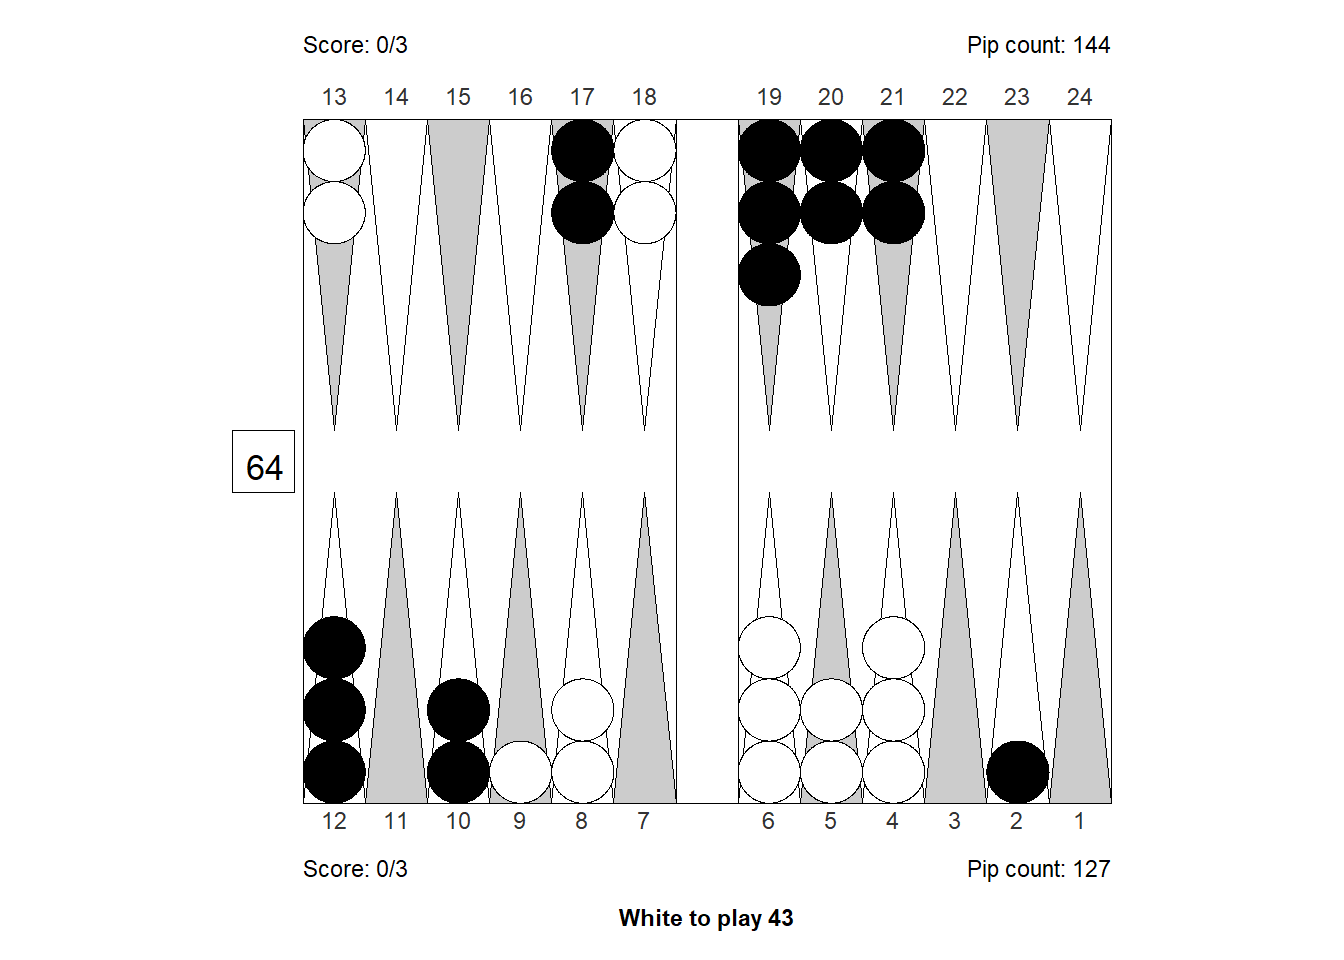 Score: 0/3 Pip count: 144
13 14 15 16 17 18 19 20 21 22 23 24
64
12 11 10 9 8 7 6 5 4 3 2 1
Score: 0/3 Pip count: 127
White to play 43